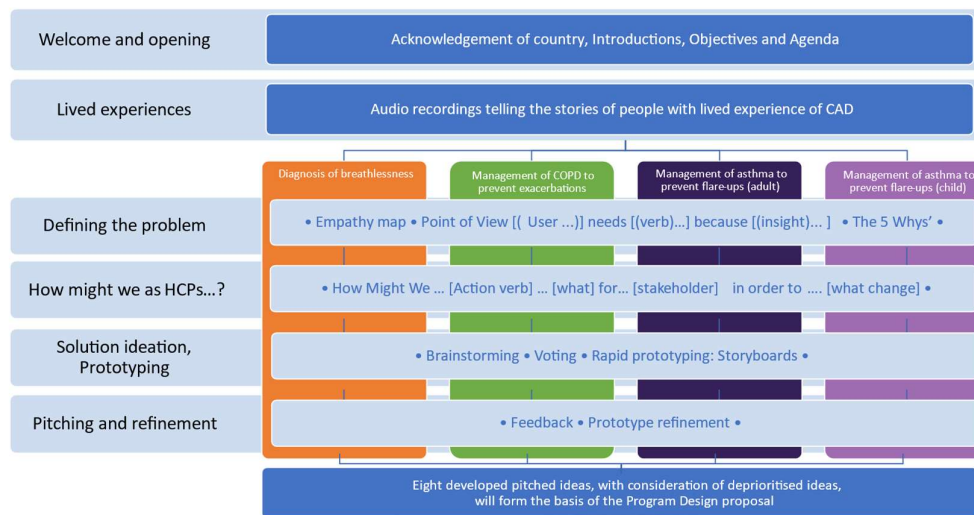 Welcome and opening
Acknowledgement of country, Introductions, Objectives and Agenda
Lived experiences
Audio recordings telling the stories of people with lived experience of CAD
Diagnosis of breathlessness
Management of COPD to
prevent exacerbations
Management of asthma to
prevent flare-ups (adult)
Management of asthma to
prevent flare-ups (child)
Defining the problem
• Empathy map • Point of View [( User ...)] needs [(verb)...] because [(insight)... ] • The 5 Whys’ •
How might we as HCPs...?
• How Might We ... [Action verb] ... [what] for... [stakeholder] in order to .... [what change] •
Solution ideation,
Prototyping
• Brainstorming • Voting • Rapid prototyping: Storyboards •
Pitching and refinement
• Feedback • Prototype refinement •
Eight developed pitched ideas, with consideration of deprioritised ideas,
will form the basis of the Program Design proposal